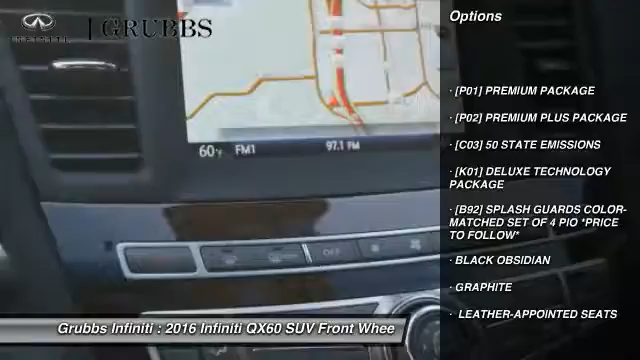 INFINITI
GRUBBS
Options
· [P01] PREMIUM PACKAGE
· [P02] PREMIUM PLUS PACKAGE
· [C03] 50 STATE EMISSIONS
· [K01] DELUXE TECHNOLOGY
PACKAGE
· [B92] SPLASH GUARDS COLOR-
MATCHED SET OF 4 PIO *PRICE
TO FOLLOW*
· BLACK OBSIDIAN
· GRAPHITE
· LEATHER-APPOINTED SEATS
60°F FM1 97.1 FM
OFF
Grubbs Infiniti : 2016 Infiniti QX60 SUV Front Whee